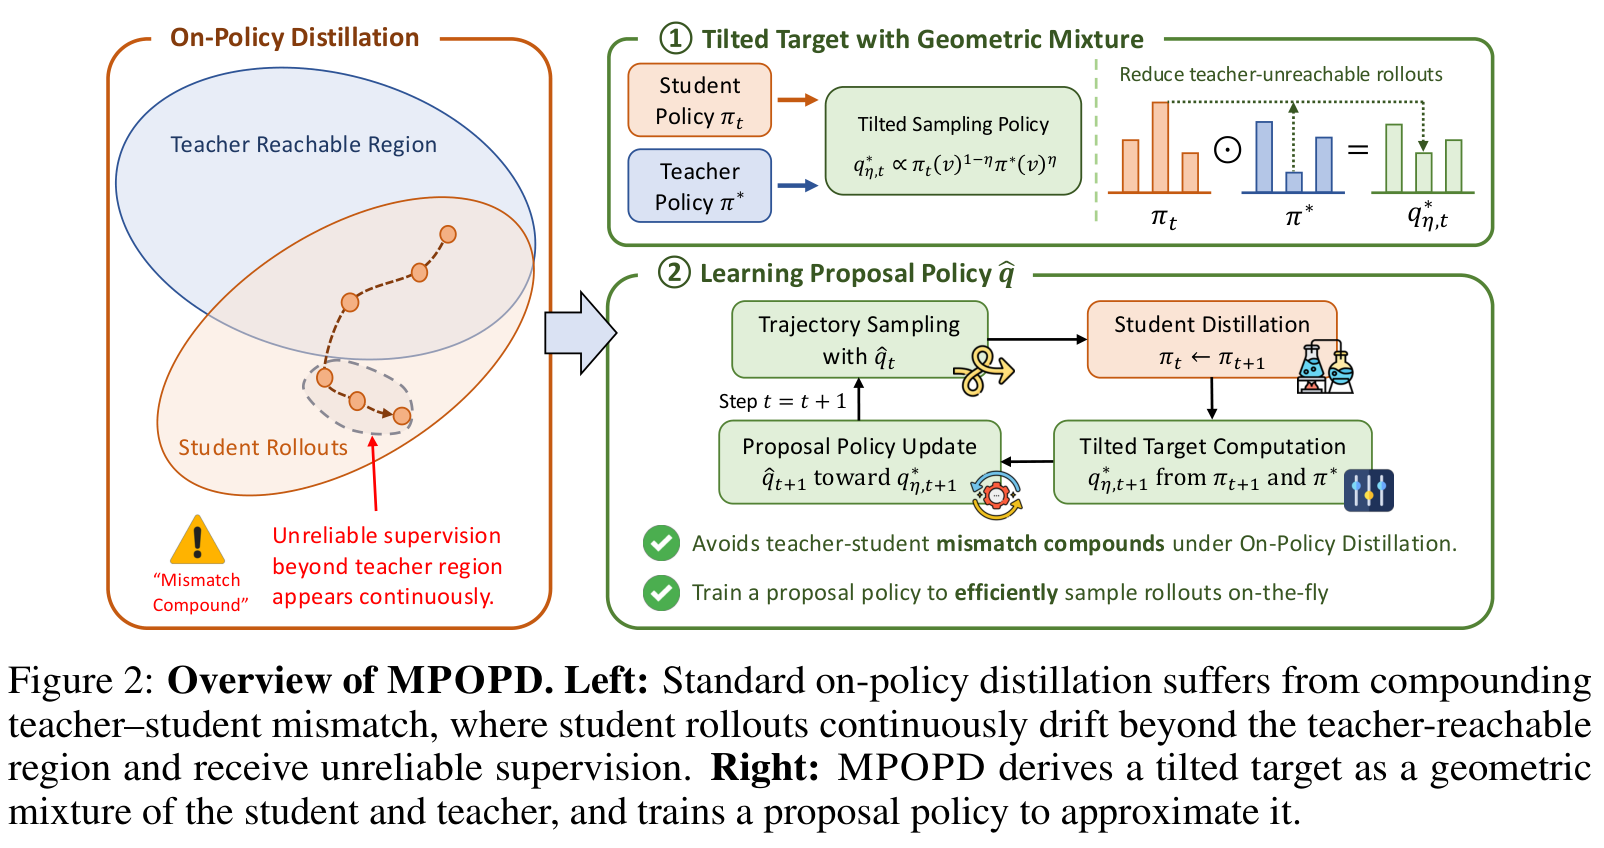 On-Policy Distillation
Teacher Reachable Region
Student Rollouts
“Mismatch
Compound”
Unreliable supervision
beyond teacher region
appears continuously.
① Tilted Target with Geometric Mixture
Student
Policy π_t
Teacher
Policy π*
Tilted Sampling Policy
q*_{η,t} ∝ π_t(v)^{1−η}π*(v)^η
Reduce teacher-unreachable rollouts
⊙ =
π_t π* q*_{η,t}
② Learning Proposal Policy q̂
Trajectory Sampling
with q̂_t
Student Distillation
π_t ← π_{t+1}
Step t = t + 1
Proposal Policy Update
q̂_{t+1} toward q*_{η,t+1}
Tilted Target Computation
q*_{η,t+1} from π_{t+1} and π*
Avoids teacher-student mismatch compounds under On-Policy Distillation.
Train a proposal policy to efficiently sample rollouts on-the-fly
Figure 2: Overview of MPOPD. Left: Standard on-policy distillation suffers from compounding
teacher–student mismatch, where student rollouts continuously drift beyond the teacher-reachable
region and receive unreliable supervision. Right: MPOPD derives a tilted target as a geometric
mixture of the student and teacher, and trains a proposal policy to approximate it.